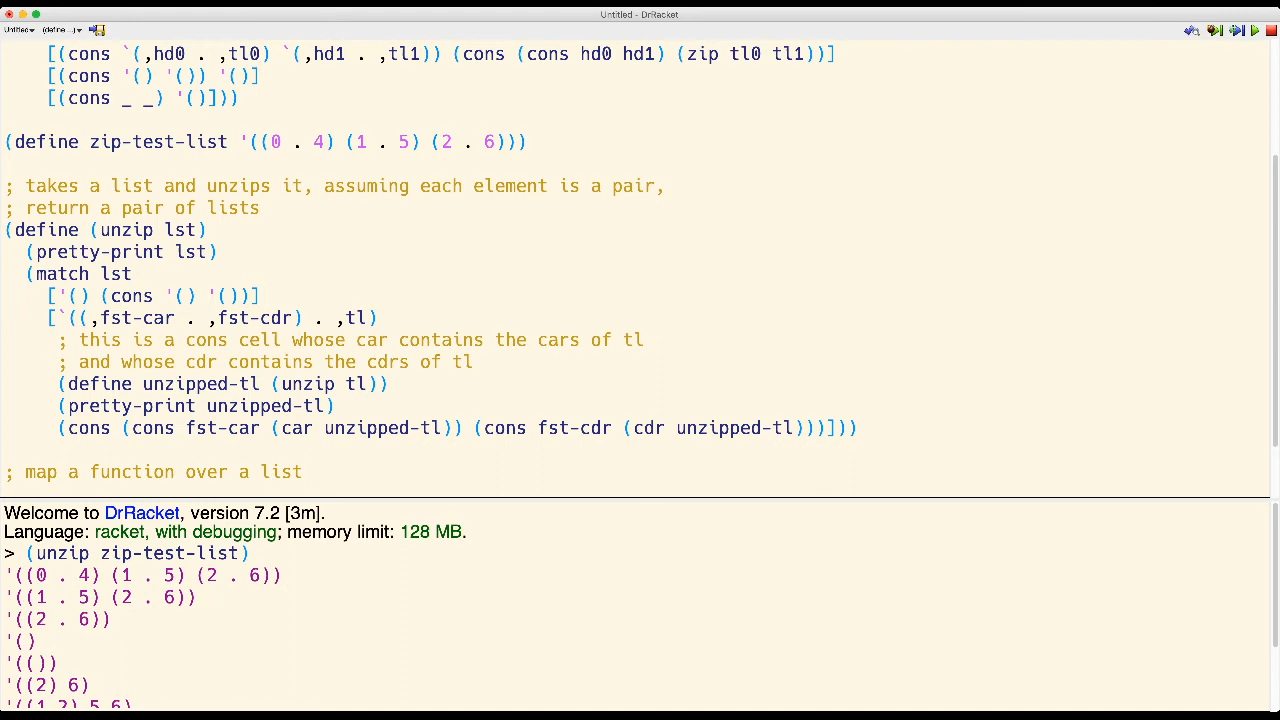 Untitled - DrRacket
Untitled (define ...)
[(cons `(,hd0 . ,tl0) `(,hd1 . ,tl1)) (cons (cons hd0 hd1) (zip tl0 tl1))]
[(cons '() '()) '()]
[(cons _ _) '()]))
(define zip-test-list '((0 . 4) (1 . 5) (2 . 6)))
; takes a list and unzips it, assuming each element is a pair,
; return a pair of lists
(define (unzip lst)
(pretty-print lst)
(match lst
['() (cons '() '())]
[`((,fst-car . ,fst-cdr) . ,tl)
; this is a cons cell whose car contains the cars of tl
; and whose cdr contains the cdrs of tl
(define unzipped-tl (unzip tl))
(pretty-print unzipped-tl)
(cons (cons fst-car (car unzipped-tl)) (cons fst-cdr (cdr unzipped-tl)))]))
; map a function over a list
Welcome to DrRacket, version 7.2 [3m].
Language: racket, with debugging; memory limit: 128 MB.
> (unzip zip-test-list)
'((0 . 4) (1 . 5) (2 . 6))
'((1 . 5) (2 . 6))
'((2 . 6))
'()
'(())
'((2) 6)
'((1 2) 5 6)